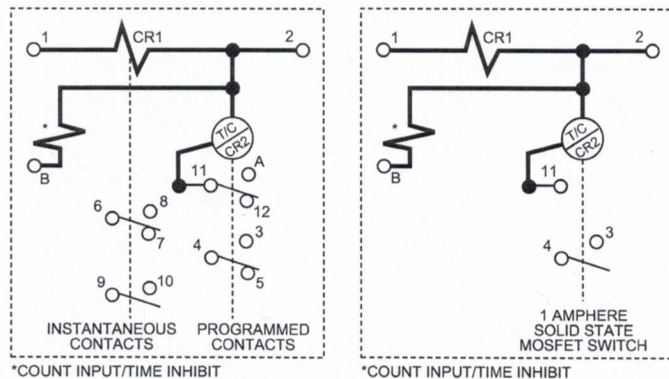 1
CR1
2
*
B
T/C
CR2
11
A
12
6
8
7
4
3
5
9
10
INSTANTANEOUS
CONTACTS
PROGRAMMED
CONTACTS
*COUNT INPUT/TIME INHIBIT
1
CR1
2
*
B
T/C
CR2
11
4
3
1 AMPHERE
SOLID STATE
MOSFET SWITCH
*COUNT INPUT/TIME INHIBIT